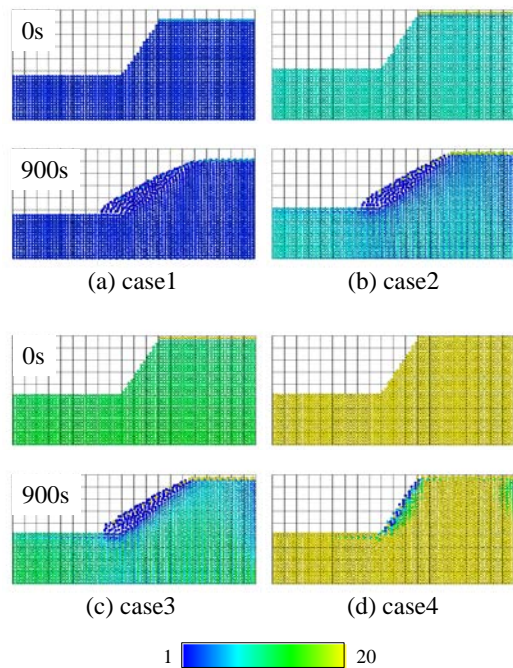 0s
900s
(a) case1
(b) case2
0s
900s
(c) case3
(d) case4
1
20